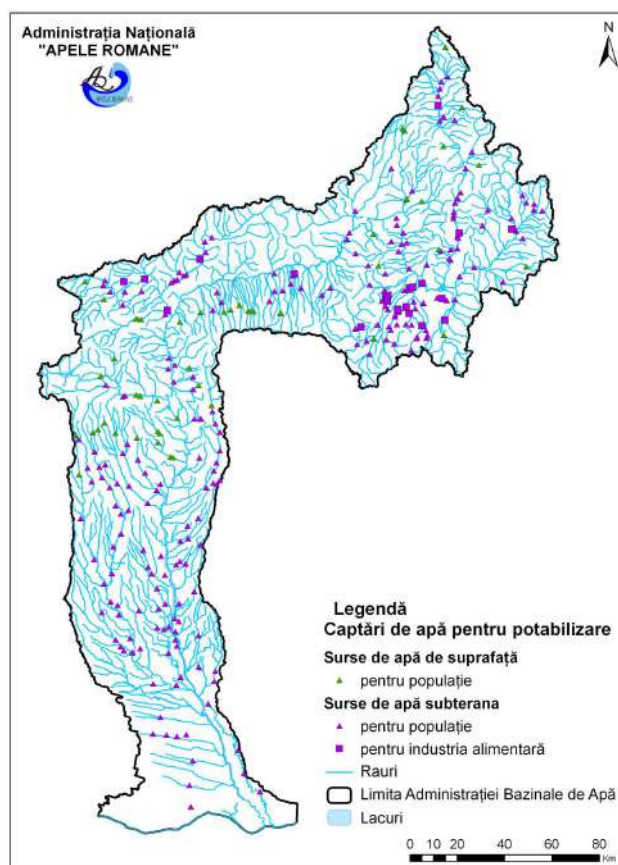 Administrația Națională
"APELE ROMANE"
N
Legendă
Captări de apă pentru potabilizare
Surse de apă de suprafață
pentru populație
Surse de apă subterana
pentru populație
pentru industria alimentară
Rauri
Limita Administrației Bazinale de Apă
Lacuri
0 5 10 20 40 60 80
Km